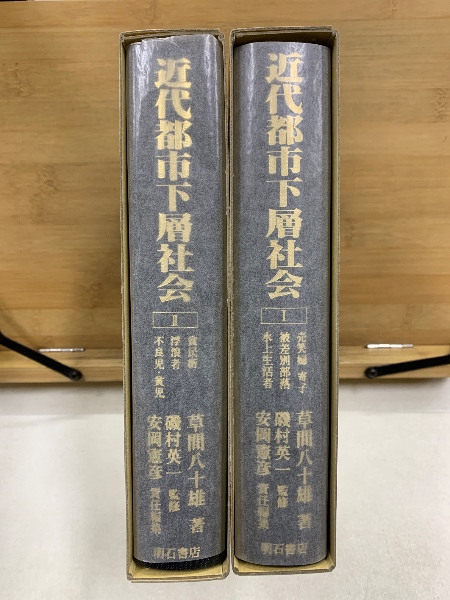 近代都市下層社会
I
売笑婦 寄子
被差別部落
水上生活者
草間八十雄 著
磯村英一 監修
安岡憲彦 責任編集
明石書店
近代都市下層社会
II
貧民街
浮浪者
不良児 貧児
草間八十雄 著
磯村英一 監修
安岡憲彦 責任編集
明石書店